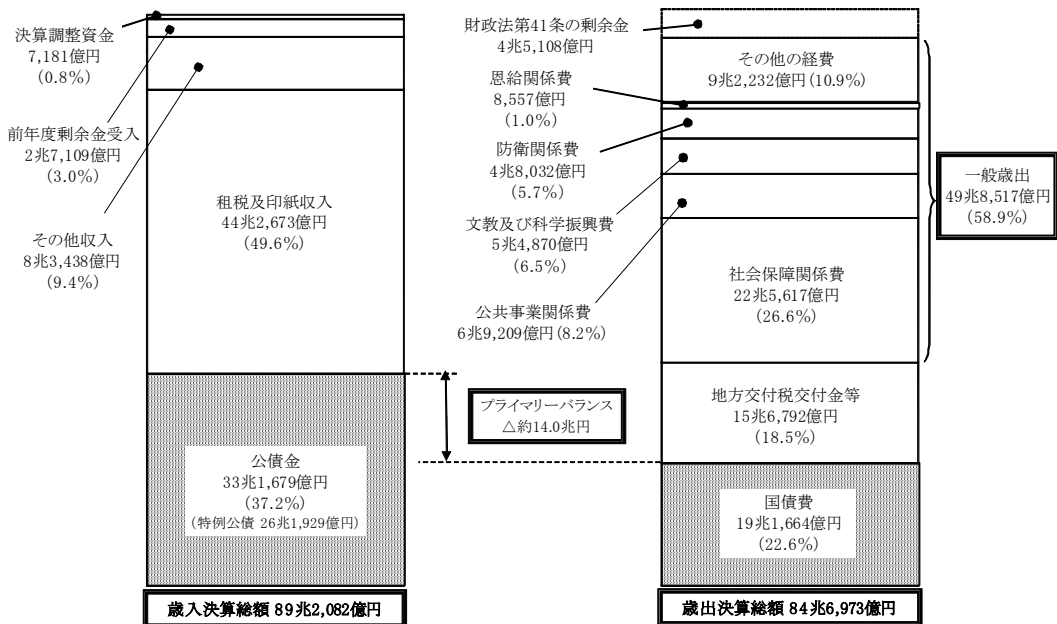 決算調整資金
7,181億円
(0.8%)
前年度剰余金受入
2兆7,109億円
(3.0%)
その他収入
8兆3,438億円
(9.4%)
租税及印紙収入
44兆2,673億円
(49.6%)
公債金
33兆1,679億円
(37.2%)
(特例公債 26兆1,929億円)
歳入決算総額 89兆2,082億円
プライマリーバランス
△約14.0兆円
財政法第41条の剰余金
4兆5,108億円
恩給関係費
8,557億円
(1.0%)
防衛関係費
4兆8,032億円
(5.7%)
文教及び科学振興費
5兆4,870億円
(6.5%)
公共事業関係費
6兆9,209億円(8.2%)
その他の経費
9兆2,232億円(10.9%)
社会保障関係費
22兆5,617億円
(26.6%)
地方交付税交付金等
15兆6,792億円
(18.5%)
国債費
19兆1,664億円
(22.6%)
歳出決算総額 84兆6,973億円
一般歳出
49兆8,517億円
(58.9%)